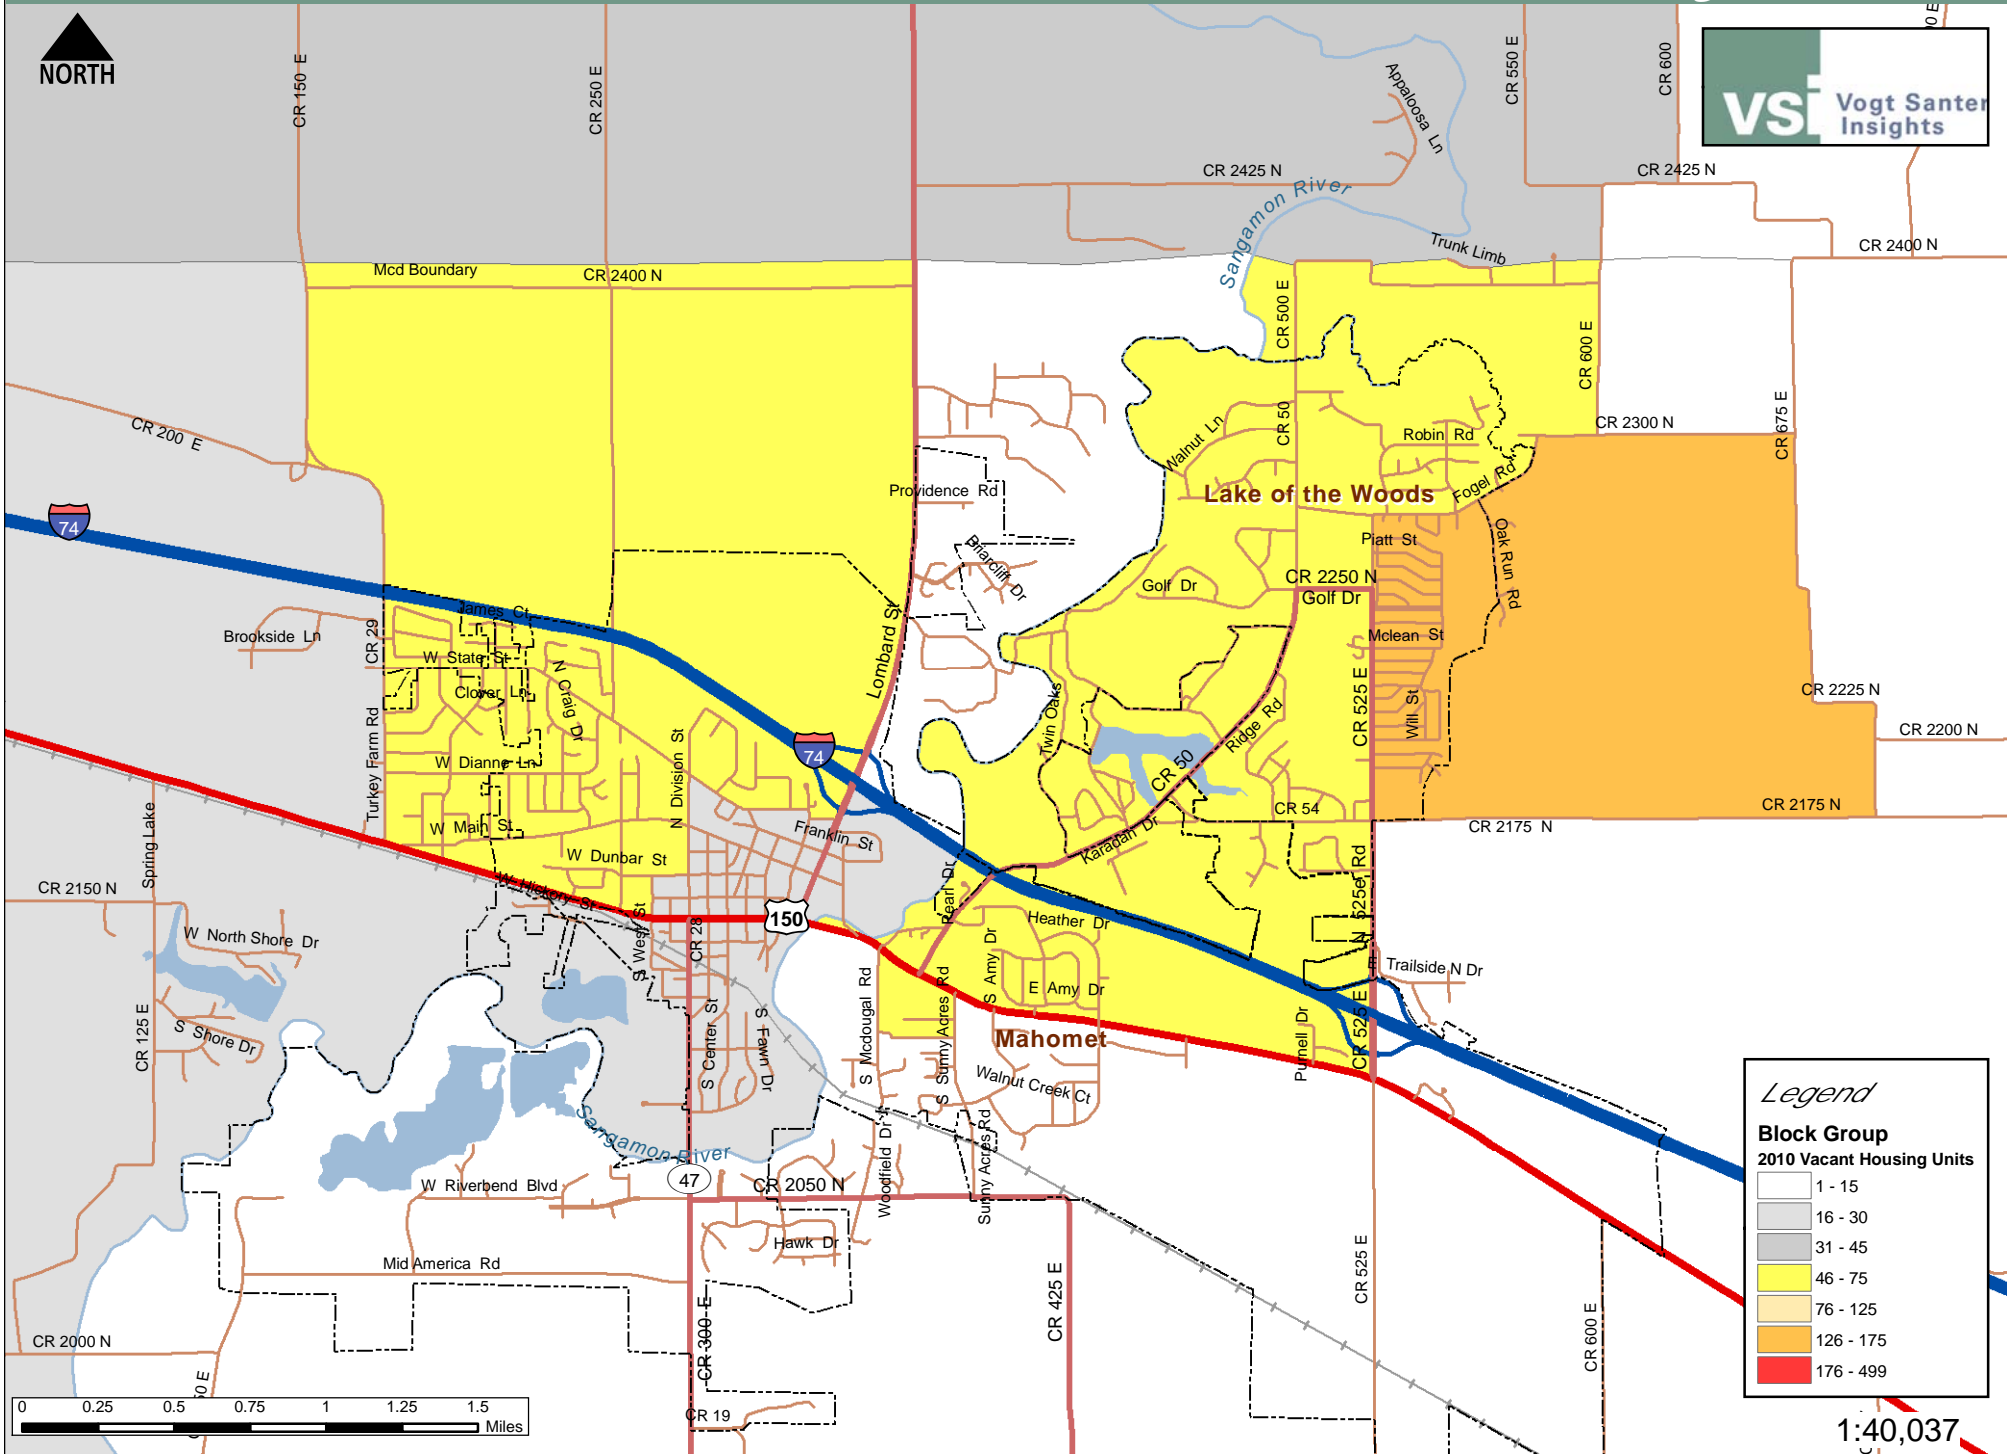 NORTH
CR 150 E
CR 250 E
Appaloosa Ln
CR 550 E
CR 600
vsi Vogt Santer
Insights
CR 2425 N
CR 2425 N
Sangamon River
Trunk Limb
CR 2400 N
Mcd Boundary
CR 2400 N
CR 500 E
CR 600 E
CR 675 E
CR 200 E
Walnut Ln
CR 50
Robin Rd
CR 2300 N
Providence Rd
Lake of the Woods
Fogel Rd
74
Briarcliff Dr
Piatt St
Oak Run Rd
Golf Dr
CR 2250 N
Golf Dr
James Ct
Brookside Ln
CR 29
W State St
N Craig Dr
Lombard St
Mclean St
Clover Ln
Twin Oaks
Ridge Rd
CR 525 E
Will St
CR 2225 N
CR 2200 N
Turkey Farm Rd
W Dianne Ln
N Division St
74
CR 50
CR 54
CR 2175 N
CR 2175 N
Spring Lake
W Main St
Franklin St
Karadan Dr
W Dunbar St
CR 2150 N
W Hickory St
150
Pearl Dr
Heather Dr
N 525e Rd
W North Shore Dr
S West St
CR 28
S Amy Dr
E Trailside N Dr
E Amy Dr
CR 125 E
S Shore Dr
S Center St
S Fawn Dr
S Mcdougal Rd
S Sunny Acres Rd
Mahomet
Purnell Dr
CR 525 E
Walnut Creek Ct
Sangamon River
Woodfield Dr
Sunny Acres Rd
W Riverbend Blvd
47
CR 2050 N
Hawk Dr
Mid America Rd
CR 300 E
CR 425 E
CR 525 E
CR 600 E
CR 2000 N
CR 19
Legend
Block Group
2010 Vacant Housing Units
1 - 15
16 - 30
31 - 45
46 - 75
76 - 125
126 - 175
176 - 499
0 0.25 0.5 0.75 1 1.25 1.5
Miles
1:40,037